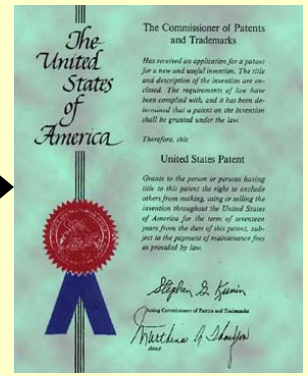 The
United
States
of
America
The Commissioner of Patents
and Trademarks
Has received an application for a patent
for a new and useful invention. The title
and description of the invention are en-
closed. The requirements of law have
been complied with, and it has been de-
termined that a patent on the invention
shall be granted under the law.
Therefore, this
United States Patent
Grants to the person or persons having
title to this patent the right to exclude
others from making, using or selling the
invention throughout the United States
of America for the term of seventeen
years from the date of this patent, sub-
ject to the payment of maintenance fees
as provided by law.
Acting Commissioner of Patents and Trademarks